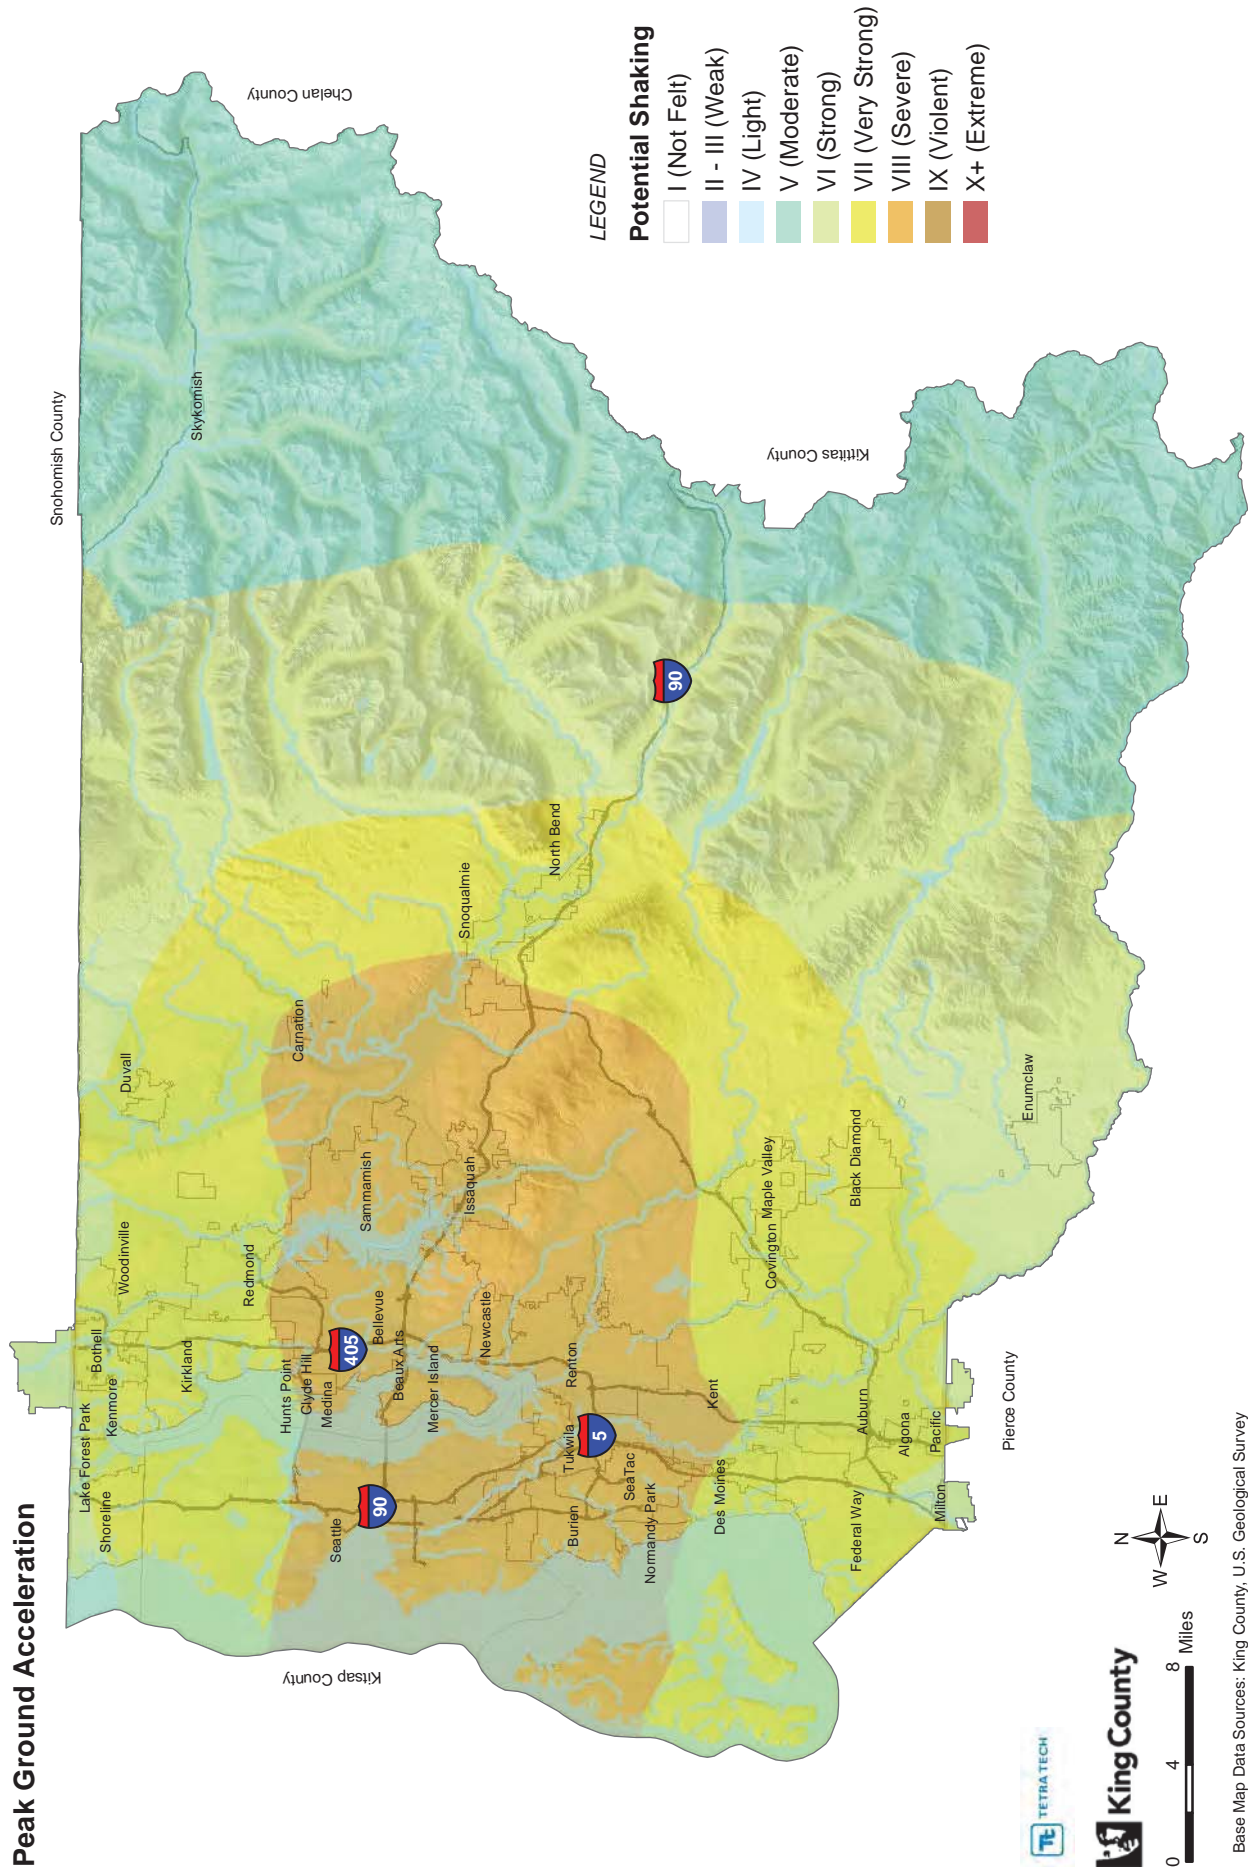 Peak Ground Acceleration
Snohomish County
Chelan County
Kittitas County
Pierce County
Kitsap County
Skykomish
Lake Forest Park
Shoreline
Kenmore
Bothell
Woodinville
Duvall
Kirkland
Redmond
Carnation
Hunts Point
Clyde Hill
Medina
405
Bellevue
Sammamish
Seattle
90
Beaux Arts
Mercer Island
Newcastle
Issaquah
Snoqualmie
North Bend
90
Tukwila
Renton
5
Burien
SeaTac
Normandy Park
Des Moines
Kent
Covington
Maple Valley
Black Diamond
Federal Way
Auburn
Algona
Pacific
Milton
Enumclaw
LEGEND
Potential Shaking
I (Not Felt)
II - III (Weak)
IV (Light)
V (Moderate)
VI (Strong)
VII (Very Strong)
VIII (Severe)
IX (Violent)
X+ (Extreme)
Tt TETRA TECH
King County
0 4 8
Miles
N
W E
S
Base Map Data Sources: King County, U.S. Geological Survey